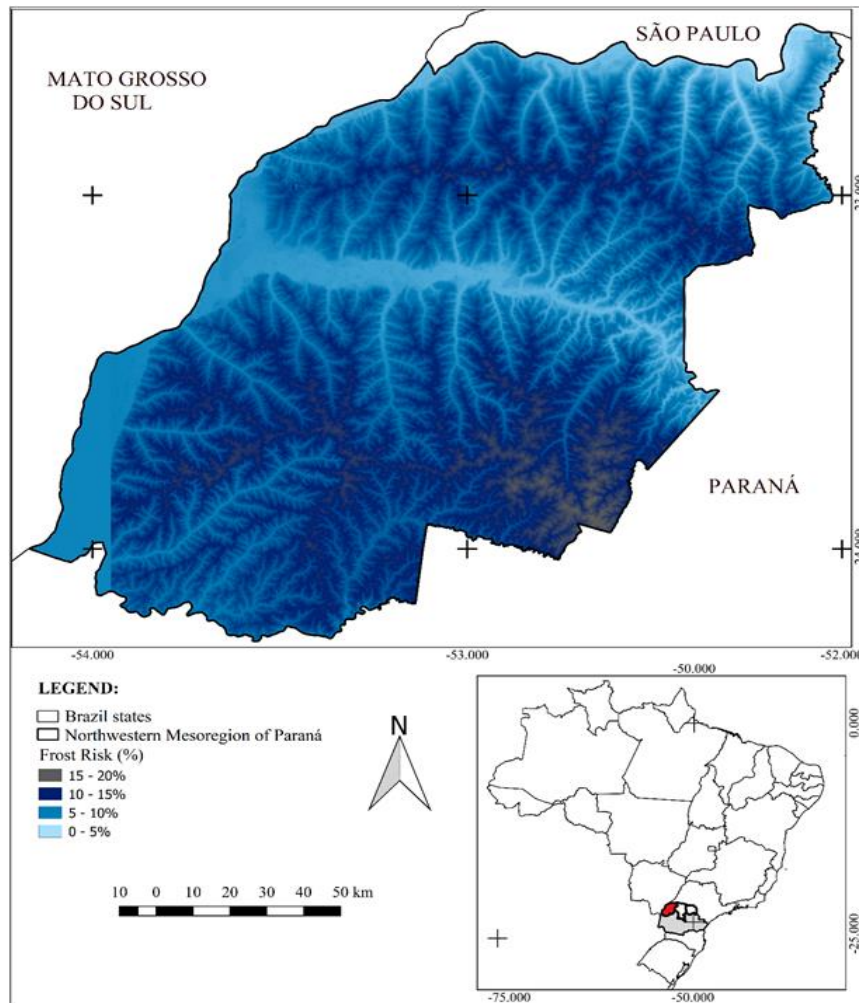 SÃO PAULO
MATO GROSSO
DO SUL
PARANÁ
-54.000
-53.000
-52.000
LEGEND:
Brazil states
Northwestern Mesoregion of Paraná
Frost Risk (%)
15 - 20%
10 - 15%
5 - 10%
0 - 5%
N
10 0 10 20 30 40 50 km
-50.000
0.000
-25.000
-75.000
-50.000